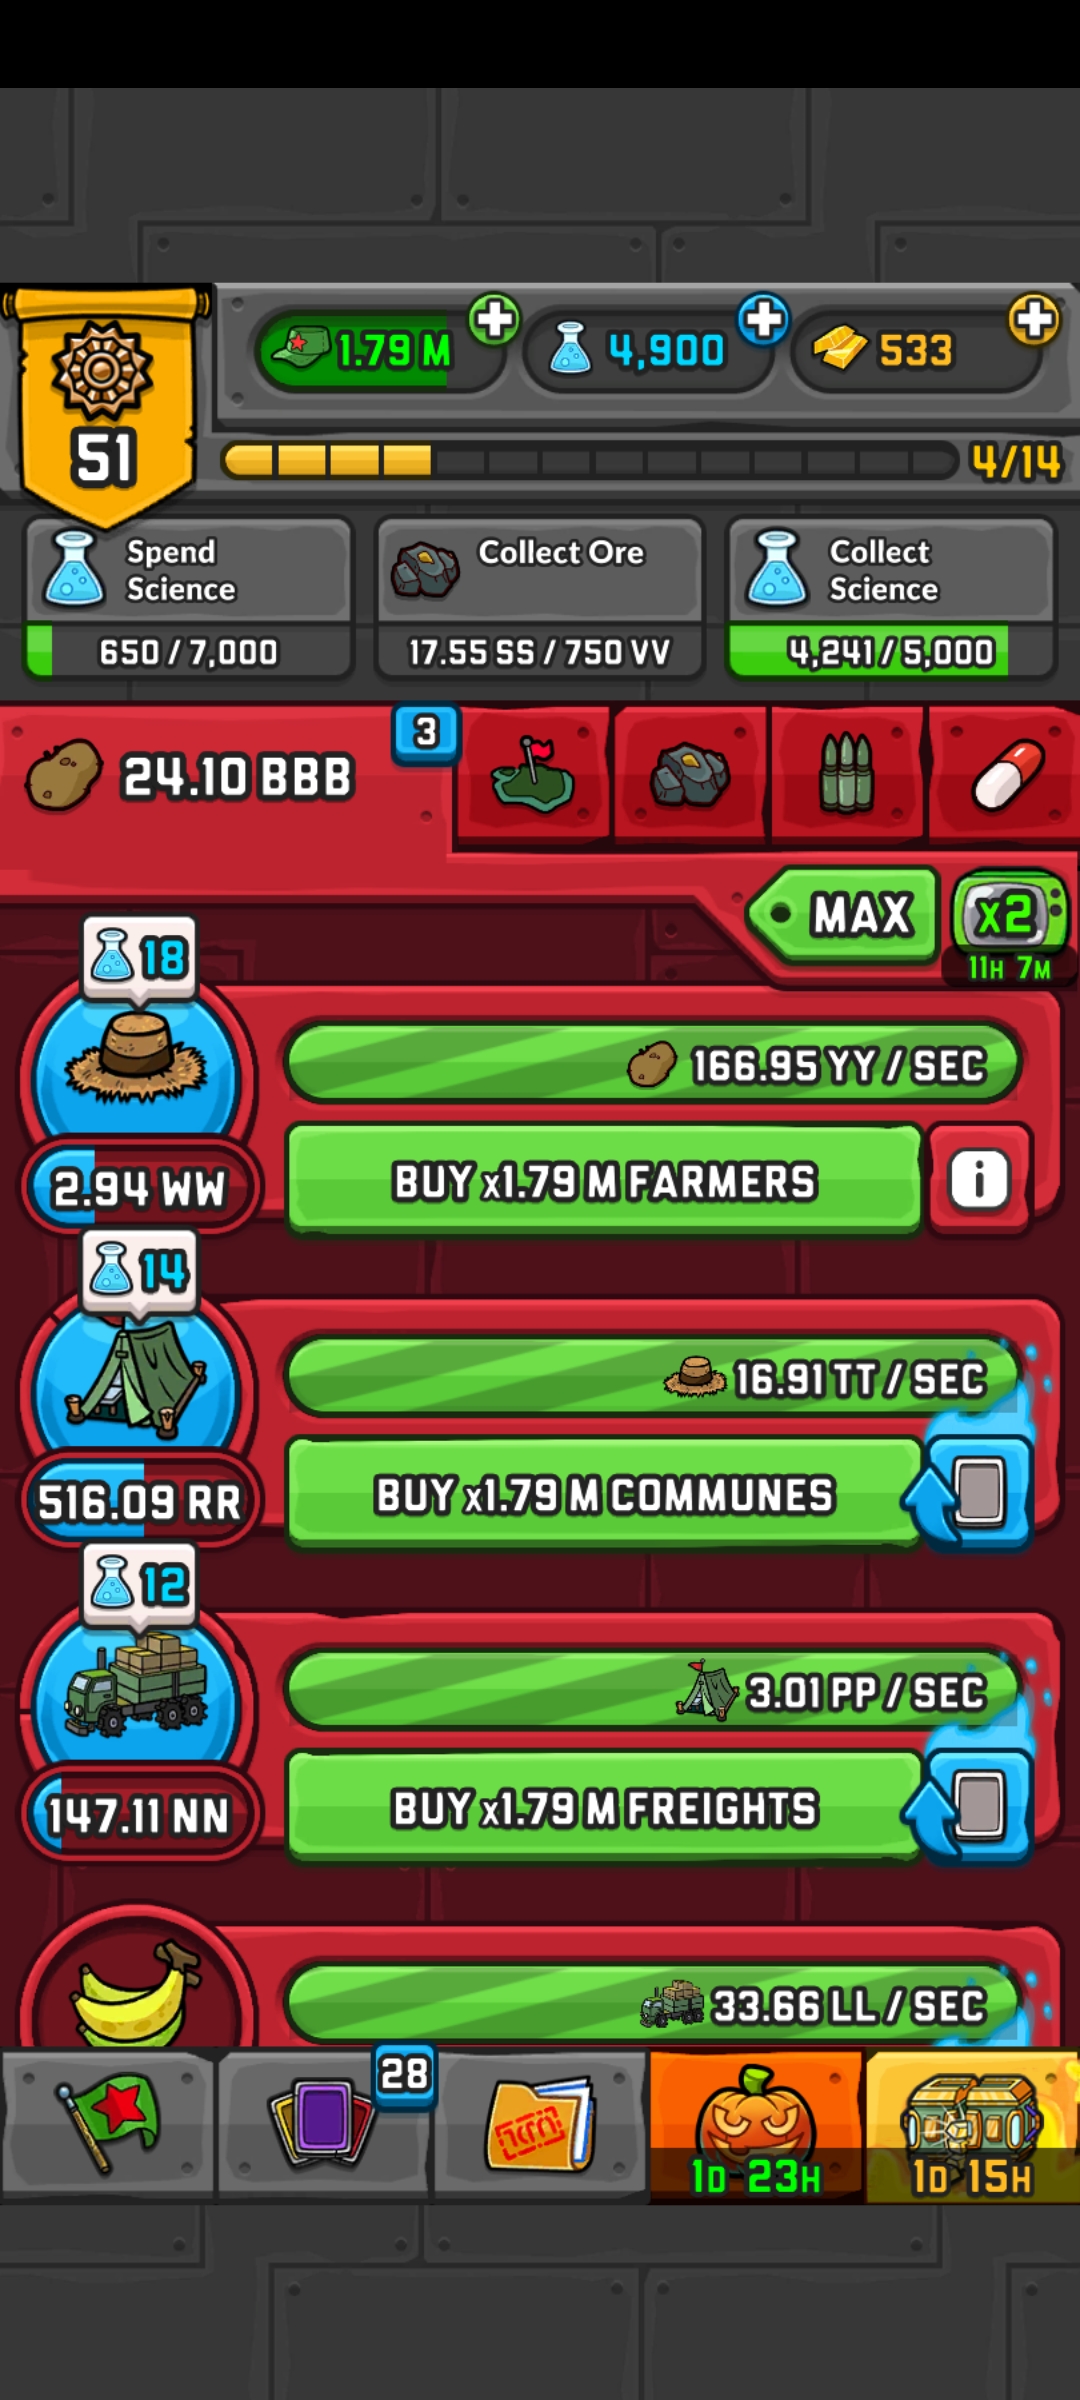 1.79 M
4,900
533
51
4/14
Spend
Science
650 / 7,000
Collect Ore
17.55 SS / 750 VV
Collect
Science
4,241 / 5,000
24.10 BBB
3
MAX
x2
11H 7M
18
166.95 YY / SEC
2.94 WW
BUY x1.79 M FARMERS
i
14
16.91 TT / SEC
516.09 RR
BUY x1.79 M COMMUNES
12
3.01 PP / SEC
147.11 NN
BUY x1.79 M FREIGHTS
33.66 LL / SEC
28
1D 23H
1D 15H